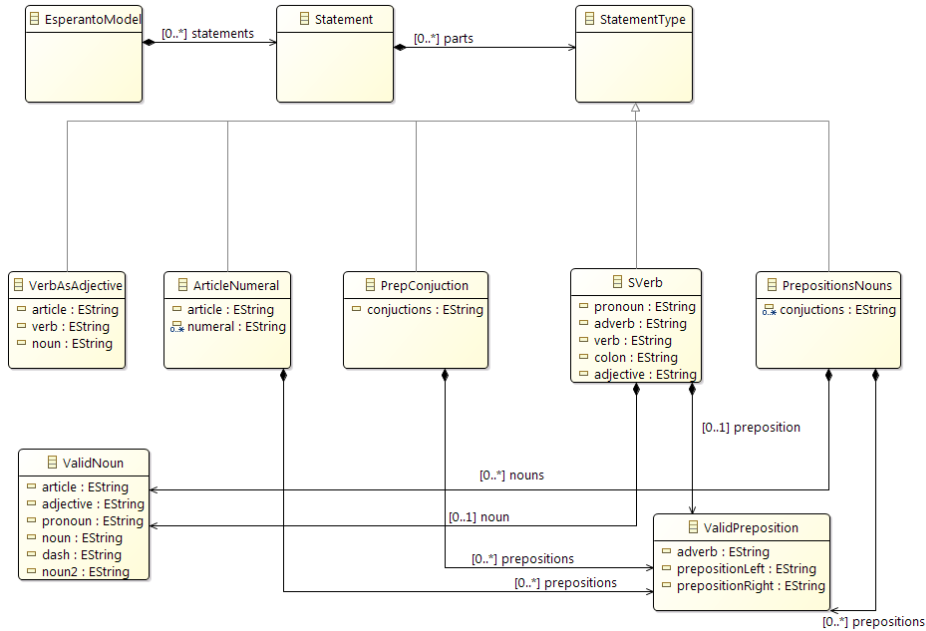 EsperantoModel
Statement
StatementType
[0..*] statements
[0..*] parts
VerbAsAdjective
article : EString
verb : EString
noun : EString
ArticleNumeral
article : EString
0..* numeral : EString
PrepConjuction
conjuctions : EString
SVerb
pronoun : EString
adverb : EString
verb : EString
colon : EString
adjective : EString
PrepositionsNouns
0..* conjuctions : EString
[0..1] preposition
ValidNoun
article : EString
adjective : EString
pronoun : EString
noun : EString
dash : EString
noun2 : EString
[0..*] nouns
[0..1] noun
[0..*] prepositions
[0..*] prepositions
ValidPreposition
adverb : EString
prepositionLeft : EString
prepositionRight : EString
[0..*] prepositions